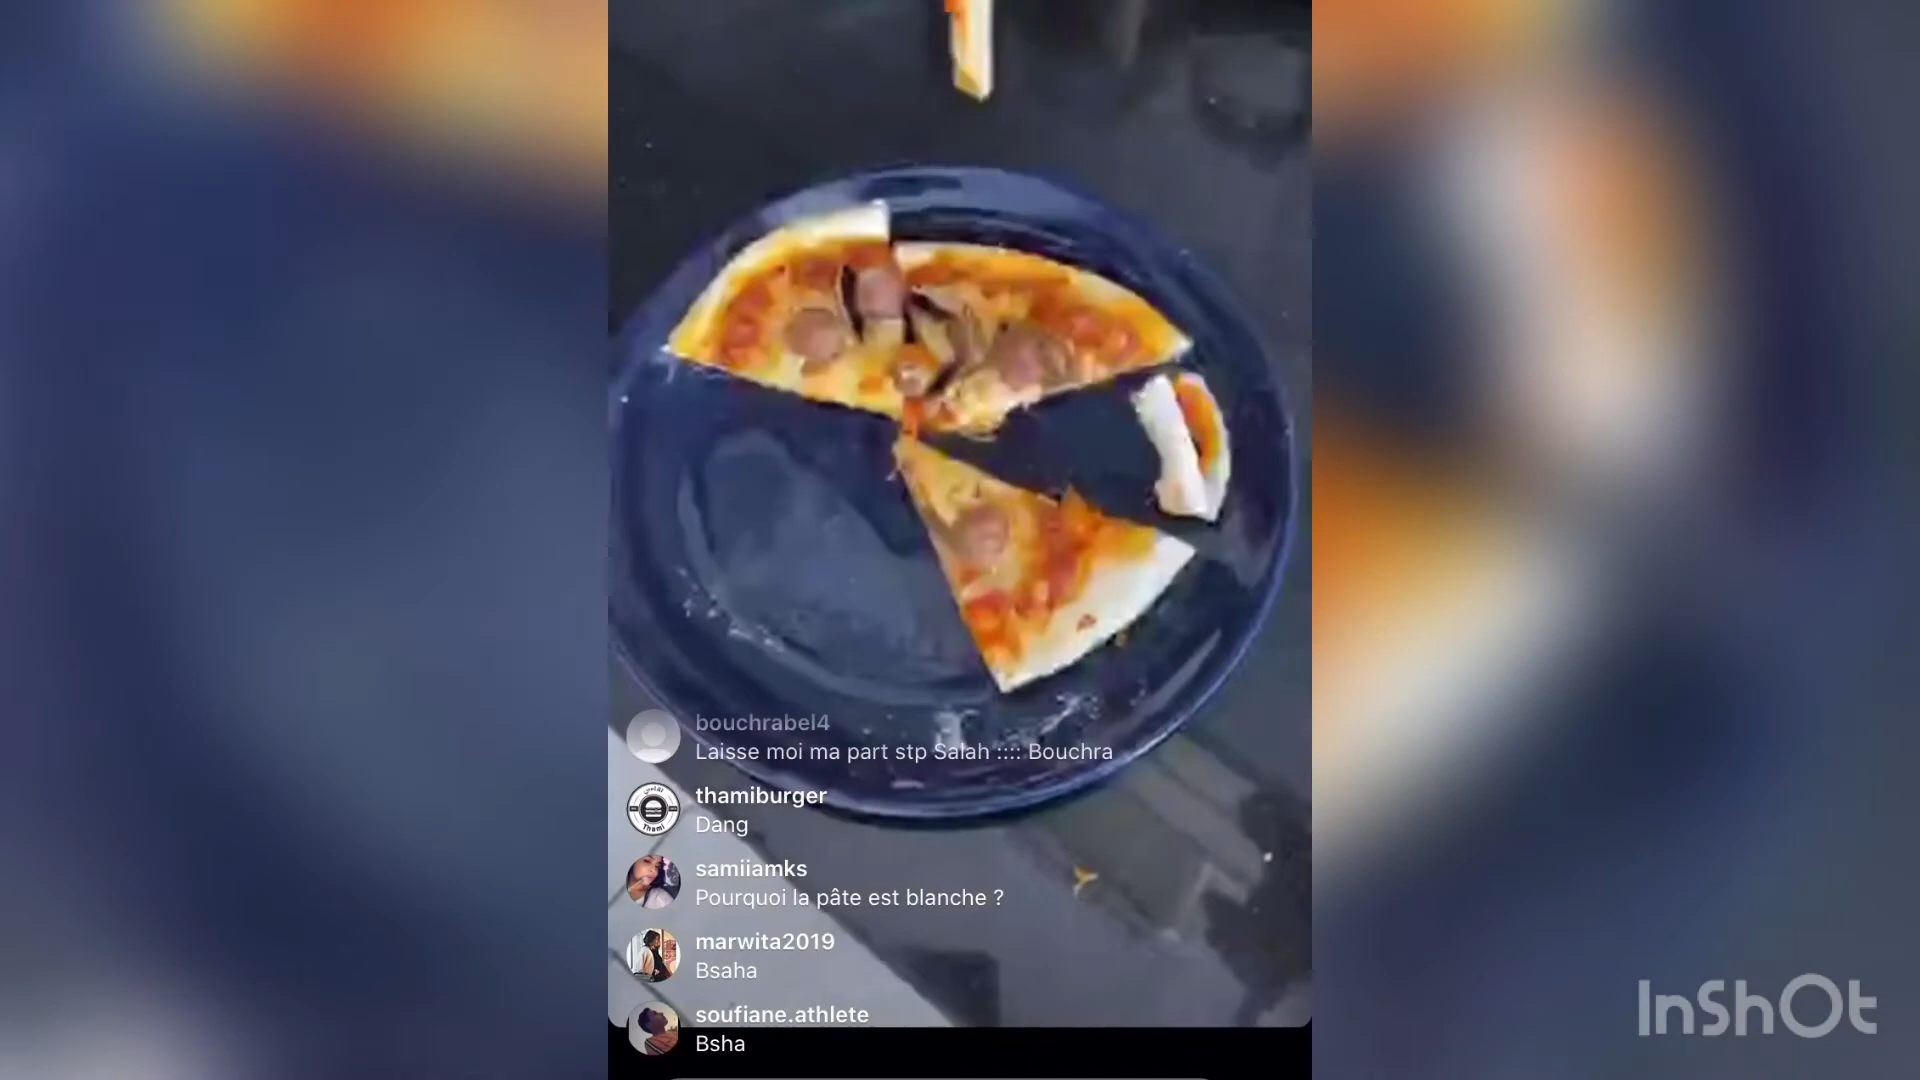 bouchrabel4
Laisse moi ma part stp Salah :::: Bouchra
thamiburger
Dang
samiiamks
Pourquoi la pâte est blanche ?
marwita2019
Bsaha
soufiane.athlete
Bsha
InShOt